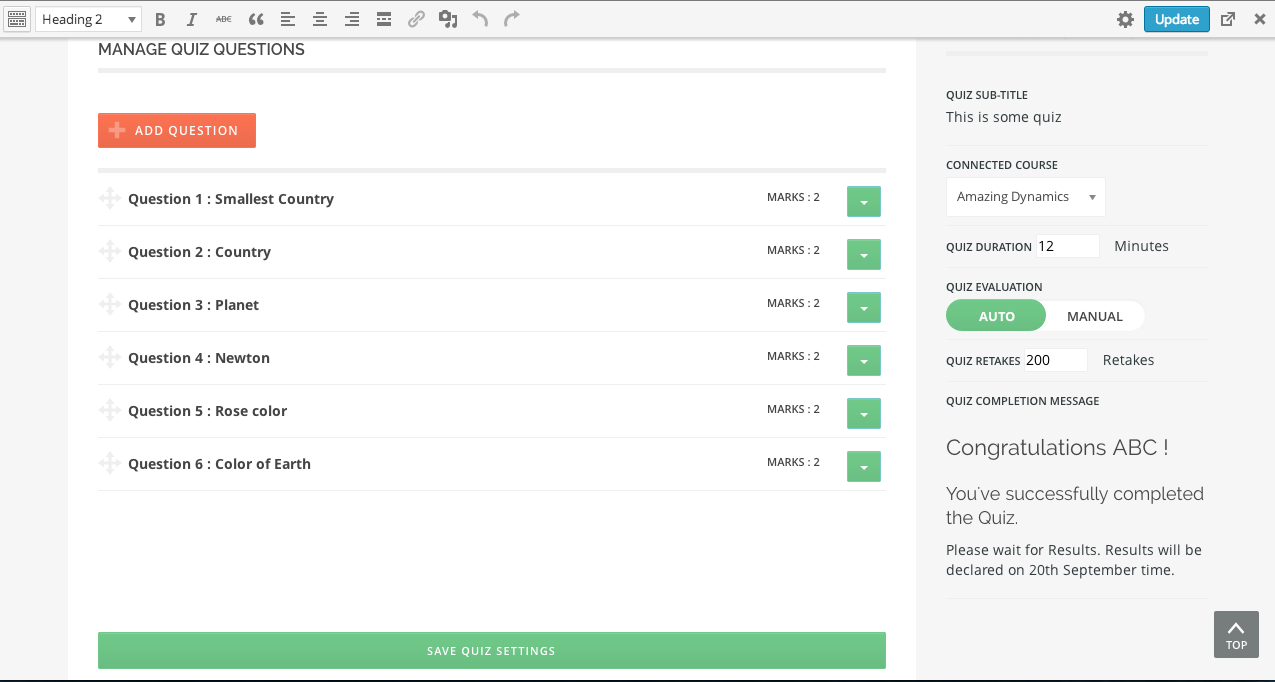 Heading 2
B
I
ABC
Update
MANAGE QUIZ QUESTIONS
ADD QUESTION
Question 1 : Smallest Country
MARKS : 2
Question 2 : Country
MARKS : 2
Question 3 : Planet
MARKS : 2
Question 4 : Newton
MARKS : 2
Question 5 : Rose color
MARKS : 2
Question 6 : Color of Earth
MARKS : 2
SAVE QUIZ SETTINGS
QUIZ SUB-TITLE
This is some quiz
CONNECTED COURSE
Amazing Dynamics
QUIZ DURATION 12 Minutes
QUIZ EVALUATION
AUTO MANUAL
QUIZ RETAKES 200 Retakes
QUIZ COMPLETION MESSAGE
Congratulations ABC !
You've successfully completed
the Quiz.
Please wait for Results. Results will be
declared on 20th September time.
TOP